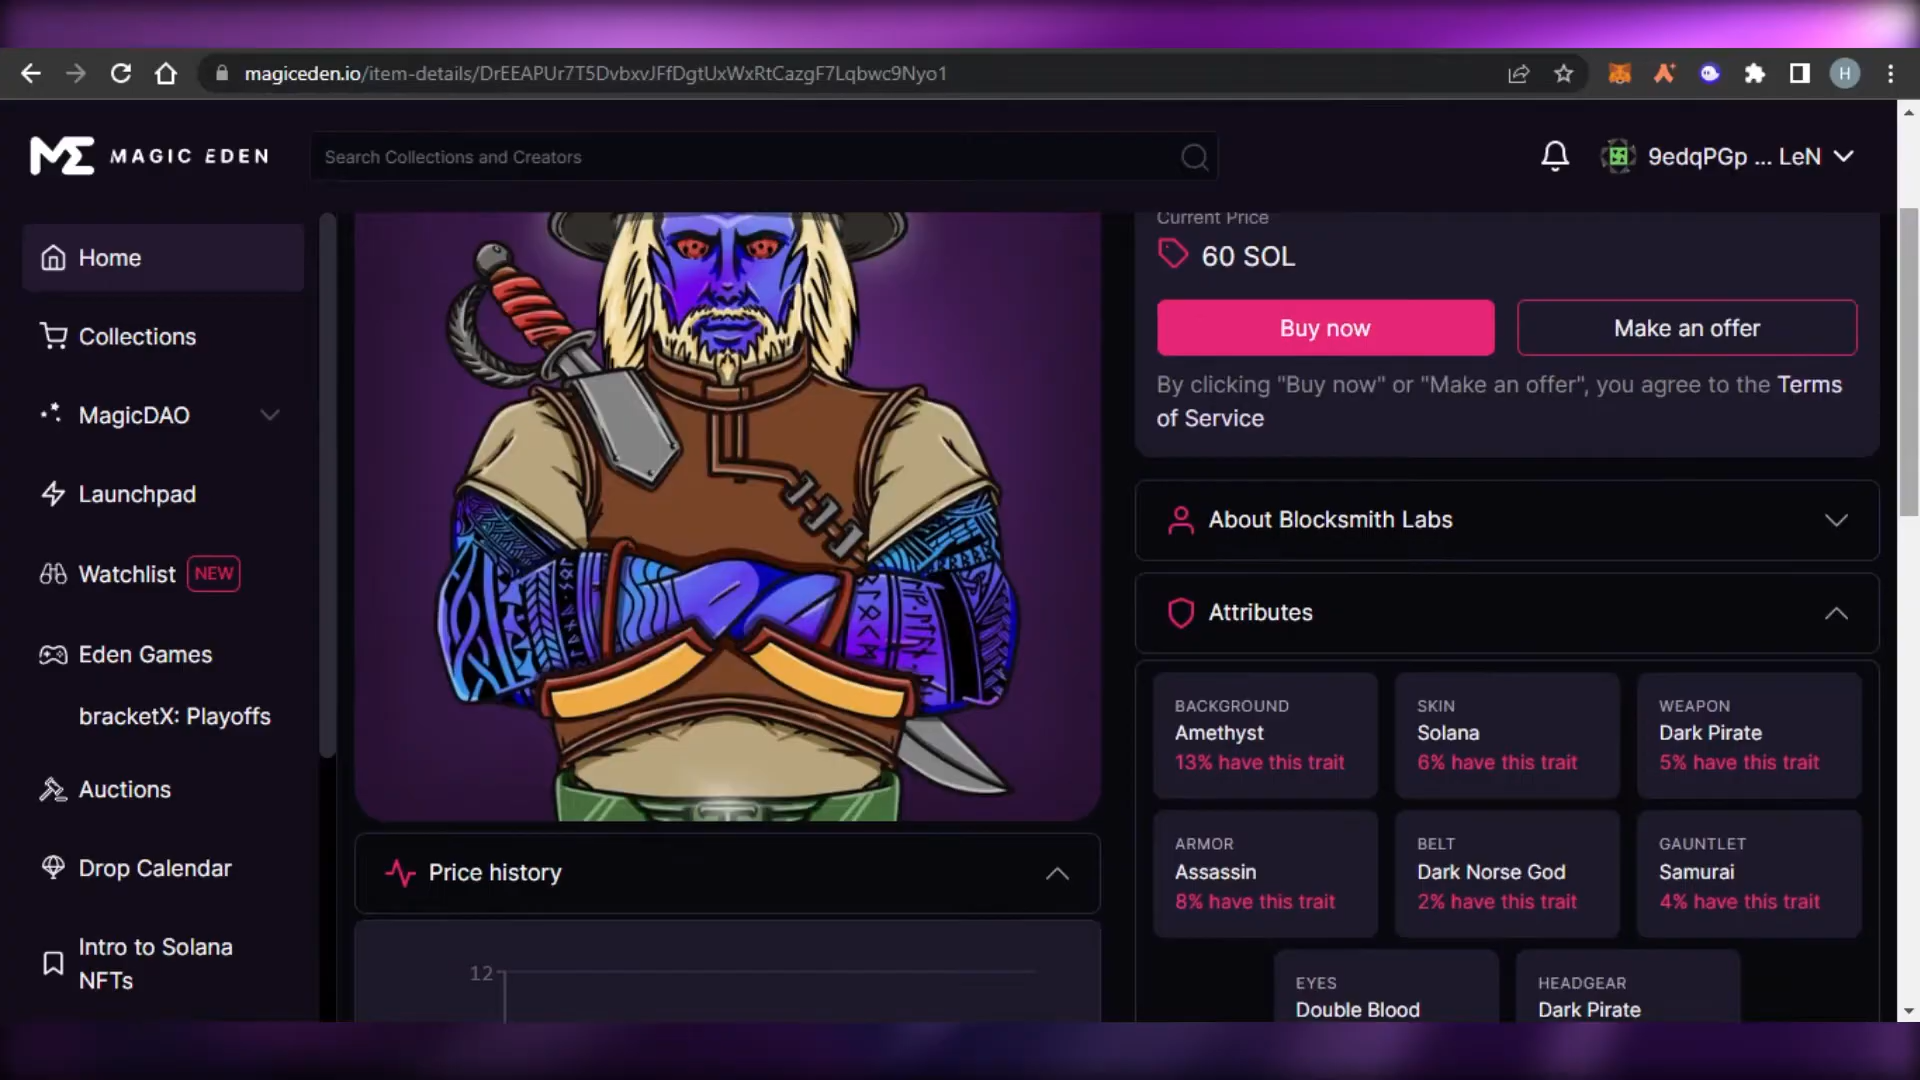 magiceden.io/item-details/DrEEAPUr7T5DvbxvJFfDgtUxWxRtCazgF7Lqbwc9Nyo1
H
MAGIC EDEN
Search Collections and Creators
9edqPGp ... LeN
Home
Collections
MagicDAO
Launchpad
Watchlist NEW
Eden Games
bracketX: Playoffs
Auctions
Drop Calendar
Intro to Solana
NFTs
Price history
12
Current Price
60 SOL
Buy now
Make an offer
By clicking "Buy now" or "Make an offer", you agree to the Terms
of Service
About Blocksmith Labs
Attributes
BACKGROUND
Amethyst
13% have this trait
SKIN
Solana
6% have this trait
WEAPON
Dark Pirate
5% have this trait
ARMOR
Assassin
8% have this trait
BELT
Dark Norse God
2% have this trait
GAUNTLET
Samurai
4% have this trait
EYES
Double Blood
HEADGEAR
Dark Pirate